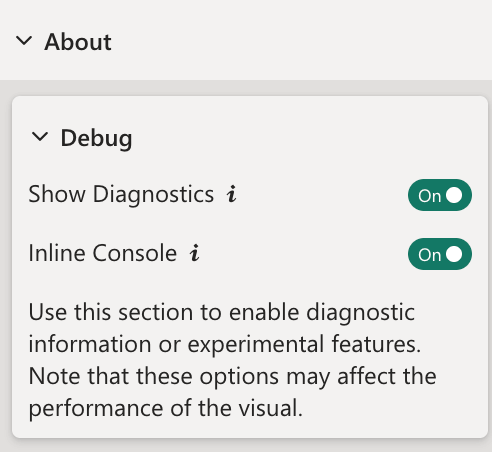 About
Debug
Show Diagnostics i
On
Inline Console i
On
Use this section to enable diagnostic
information or experimental features.
Note that these options may affect the
performance of the visual.